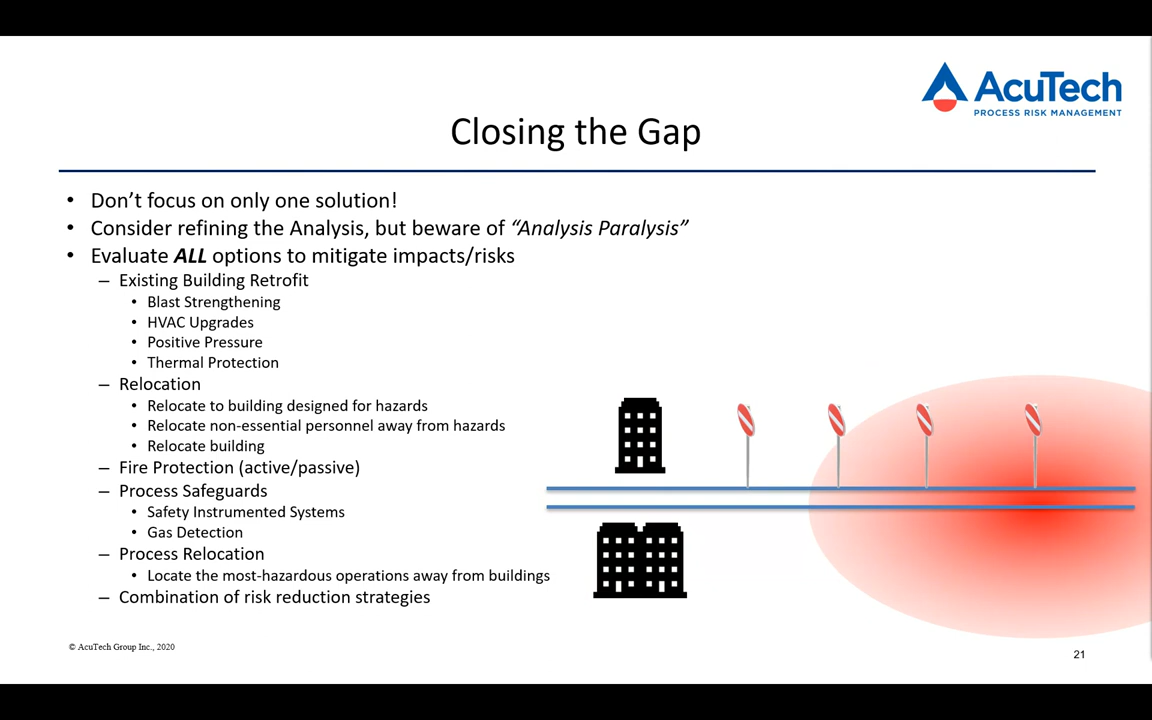 AcuTech
PROCESS RISK MANAGEMENT
Closing the Gap
• Don’t focus on only one solution!
• Consider refining the Analysis, but beware of “Analysis Paralysis”
• Evaluate ALL options to mitigate impacts/risks
– Existing Building Retrofit
• Blast Strengthening
• HVAC Upgrades
• Positive Pressure
• Thermal Protection
– Relocation
• Relocate to building designed for hazards
• Relocate non-essential personnel away from hazards
• Relocate building
– Fire Protection (active/passive)
– Process Safeguards
• Safety Instrumented Systems
• Gas Detection
– Process Relocation
• Locate the most-hazardous operations away from buildings
– Combination of risk reduction strategies
© AcuTech Group Inc., 2020
21